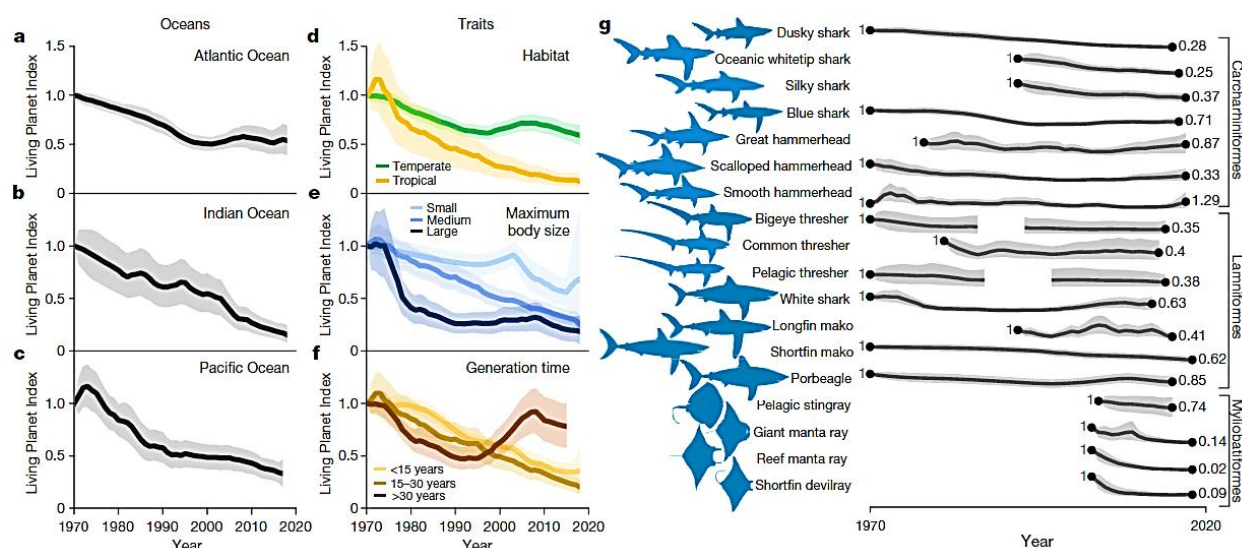 Oceans
a
Atlantic Ocean
Living Planet Index
1.5
1.0
0.5
0
b
Indian Ocean
Living Planet Index
1.0
0.5
0
c
Pacific Ocean
Living Planet Index
1.0
0.5
0
1970 1980 1990 2000 2010 2020
Year
Traits
d
Habitat
Living Planet Index
1.5
1.0
0.5
0
Temperate
Tropical
e
Maximum
body size
Small
Medium
Large
Living Planet Index
1.0
0.5
0
f
Generation time
Living Planet Index
1.0
0.5
0
<15 years
15–30 years
>30 years
1970 1980 1990 2000 2010 2020
Year
g
Dusky shark 1 0.28
Oceanic whitetip shark 1 0.25
Silky shark 1 0.37
Blue shark 1 0.71
Great hammerhead 1 0.87
Scalloped hammerhead 1 0.33
Smooth hammerhead 1 1.29
Carcharhiniformes
Bigeye thresher 1 0.35
Common thresher 1 0.4
Pelagic thresher 1 0.38
White shark 1 0.63
Longfin mako 1 0.41
Shortfin mako 1 0.62
Porbeagle 1 0.85
Lamniformes
Pelagic stingray 1 0.74
Giant manta ray 1 0.14
Reef manta ray 1 0.02
Shortfin devilray 1 0.09
Myliobatiformes
1970 2020
Year